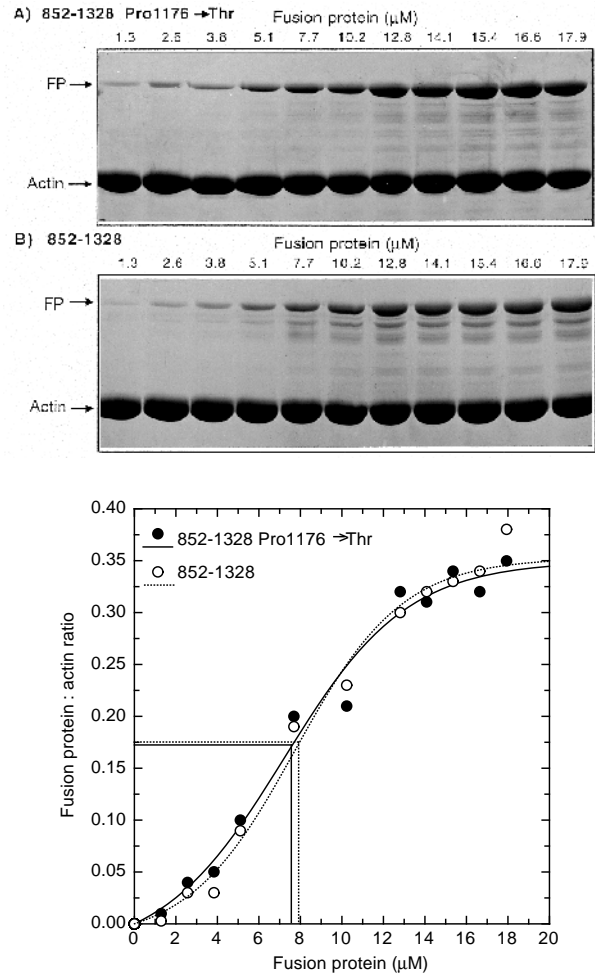 A) 852-1328 Pro1176 →Thr Fusion protein (μM)
1.3 2.6 3.8 5.1 7.7 10.2 12.8 14.1 15.4 16.6 17.9
FP →
Actin →
B) 852-1328 Fusion protein (μM)
1.3 2.6 3.8 5.1 7.7 10.2 12.8 14.1 15.4 16.6 17.9
FP →
Actin →
0.40
852-1328 Pro1176 →Thr
0.35
852-1328
0.30
0.25
0.20
0.15
0.10
0.05
0.00
Fusion protein : actin ratio
0 2 4 6 8 10 12 14 16 18 20
Fusion protein (μM)